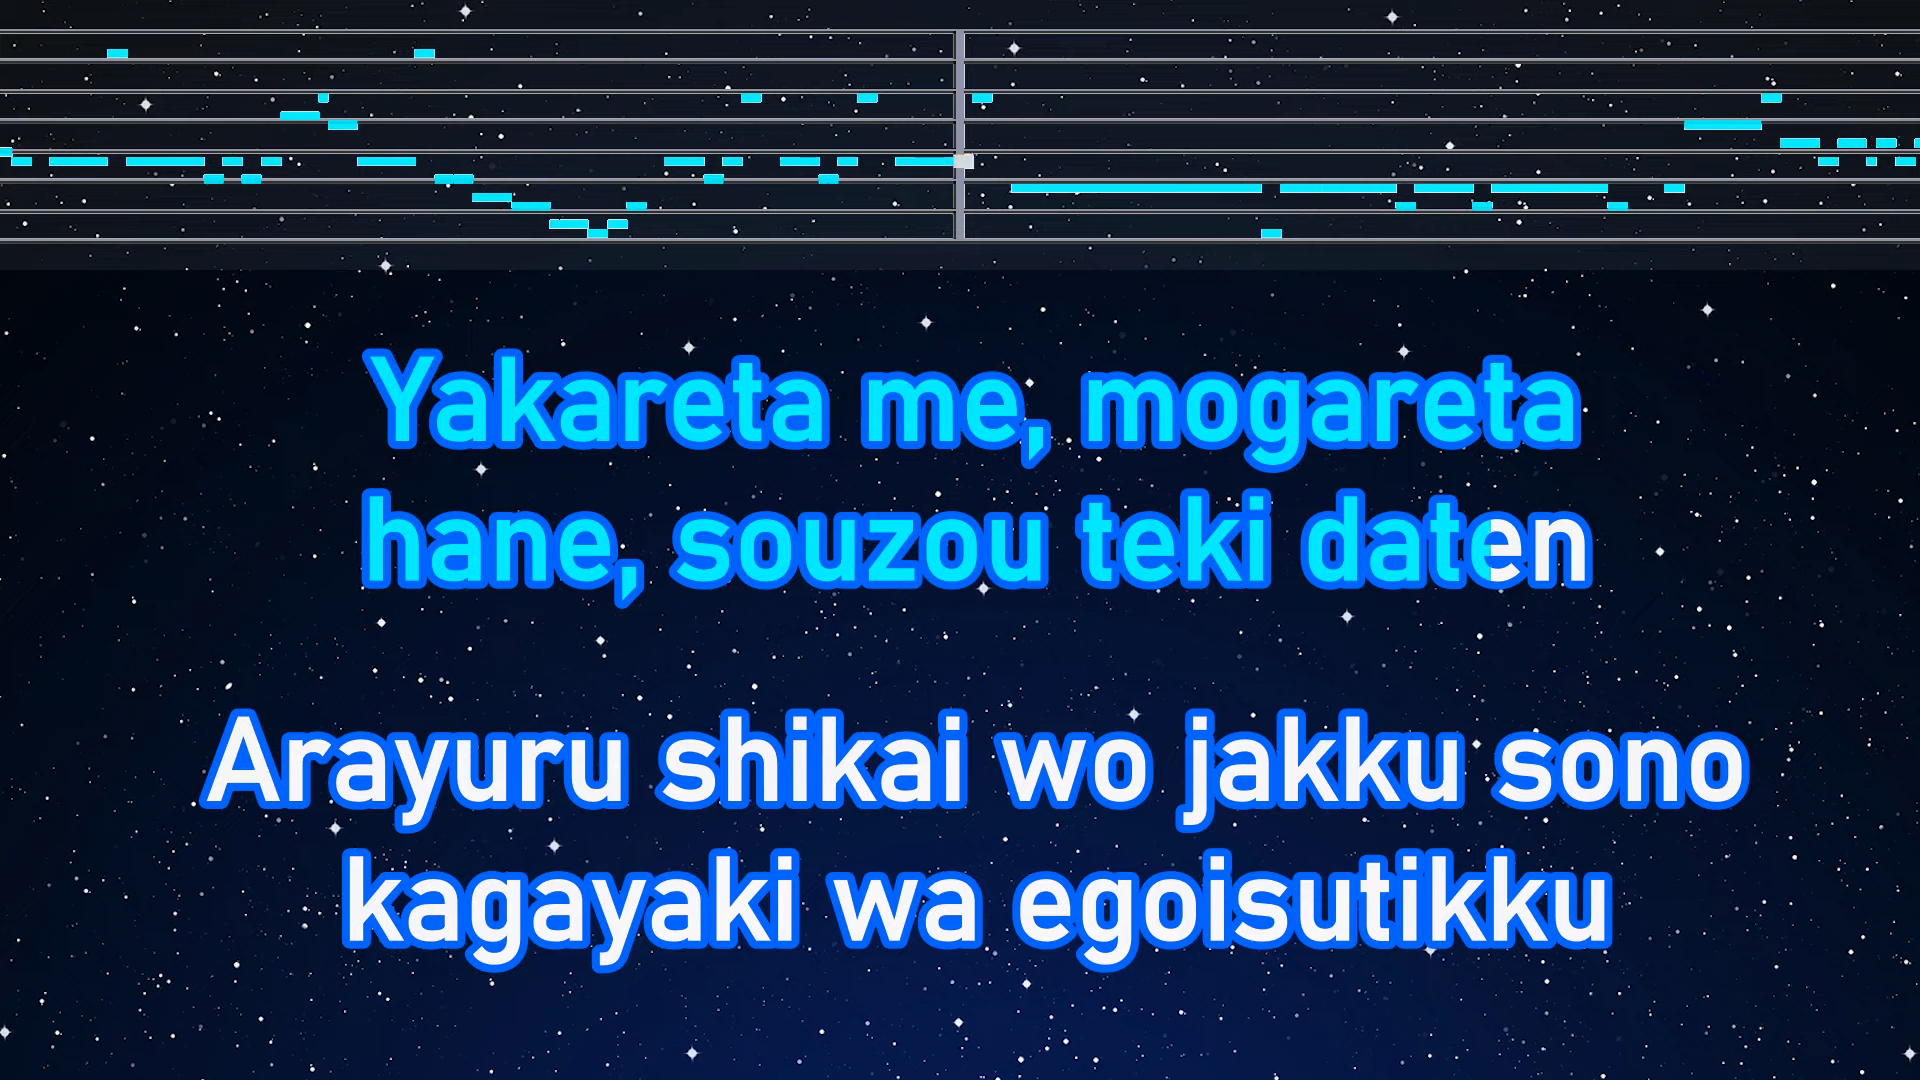 Yakareta me, mogareta
hane, souzou teki daten
Arayuru shikai wo jakku sono
kagayaki wa egoisutikku